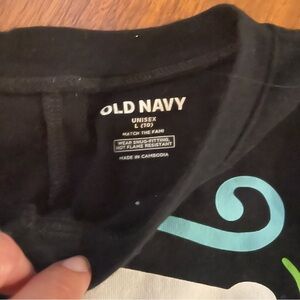 OLD NAVY
UNISEX
L (10)
MATCH THE FAM!
WEAR SNUG-FITTING,
NOT FLAME RESISTANT
MADE IN CAMBODIA